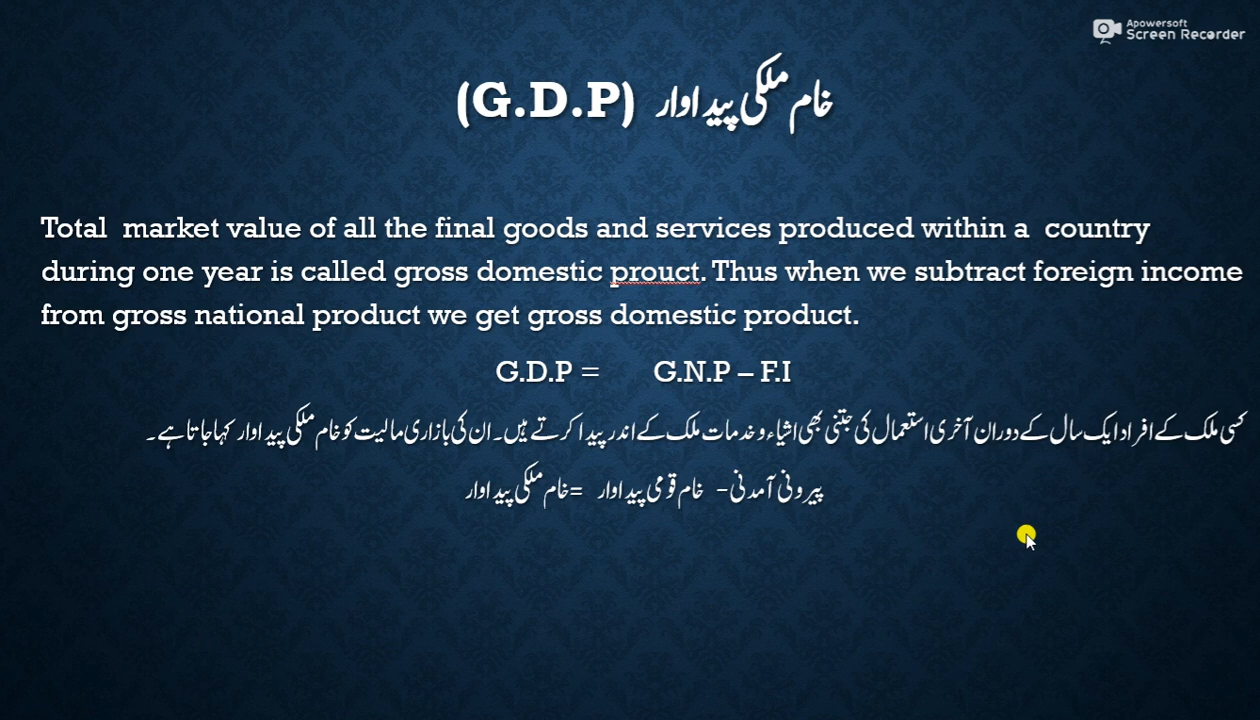 Apowersoft
Screen Recorder
خام ملکی پیداوار (G.D.P)
Total market value of all the final goods and services produced within a country
during one year is called gross domestic prouct. Thus when we subtract foreign income
from gross national product we get gross domestic product.
G.D.P = G.N.P – F.I
کسی ملک کے افراد ایک سال کے دوران آخری استعمال کی جتنی بھی اشیاء و خدمات ملک کے اندر پیدا کرتے ہیں۔ ان کی بازاری مالیت کو خام ملکی پیداوار کہا جاتا ہے۔
پیرونی آمدنی - خام قومی پیداوار = خام ملکی پیداوار